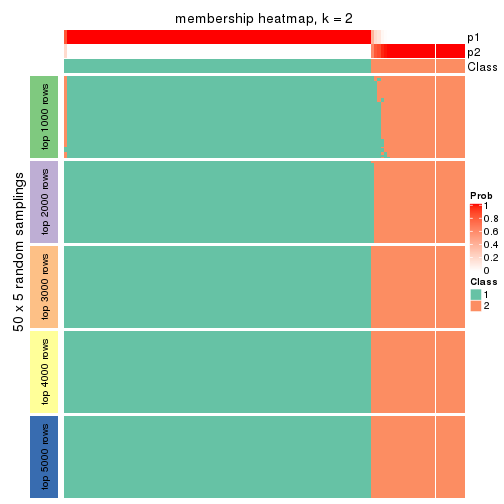 membership heatmap, k = 2
p1
p2
Class
50 x 5 random samplings
top 1000 rows
top 2000 rows
top 3000 rows
top 4000 rows
top 5000 rows
Prob
1
0.8
0.6
0.4
0.2
0
Class
1
2